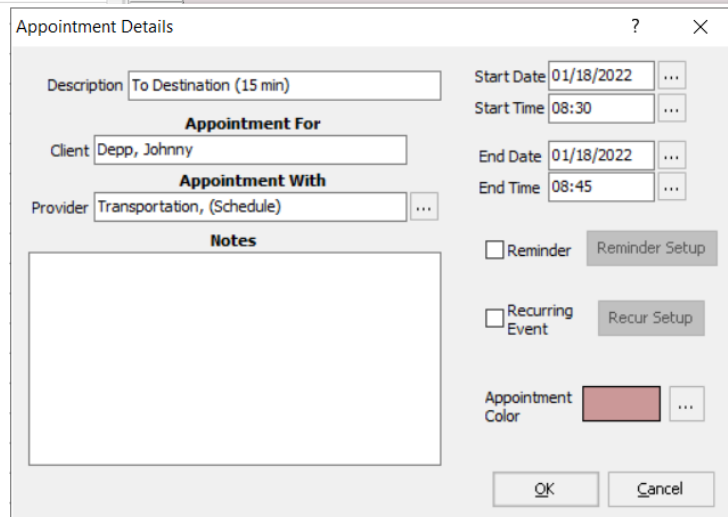 Appointment Details
?
Description To Destination (15 min)
Start Date 01/18/2022 ...
Start Time 08:30 ...
Appointment For
Client Depp, Johnny
End Date 01/18/2022 ...
End Time 08:45 ...
Appointment With
Provider Transportation, (Schedule) ...
Notes
Reminder Reminder Setup
Recurring
Event
Recur Setup
Appointment
Color
...
OK Cancel